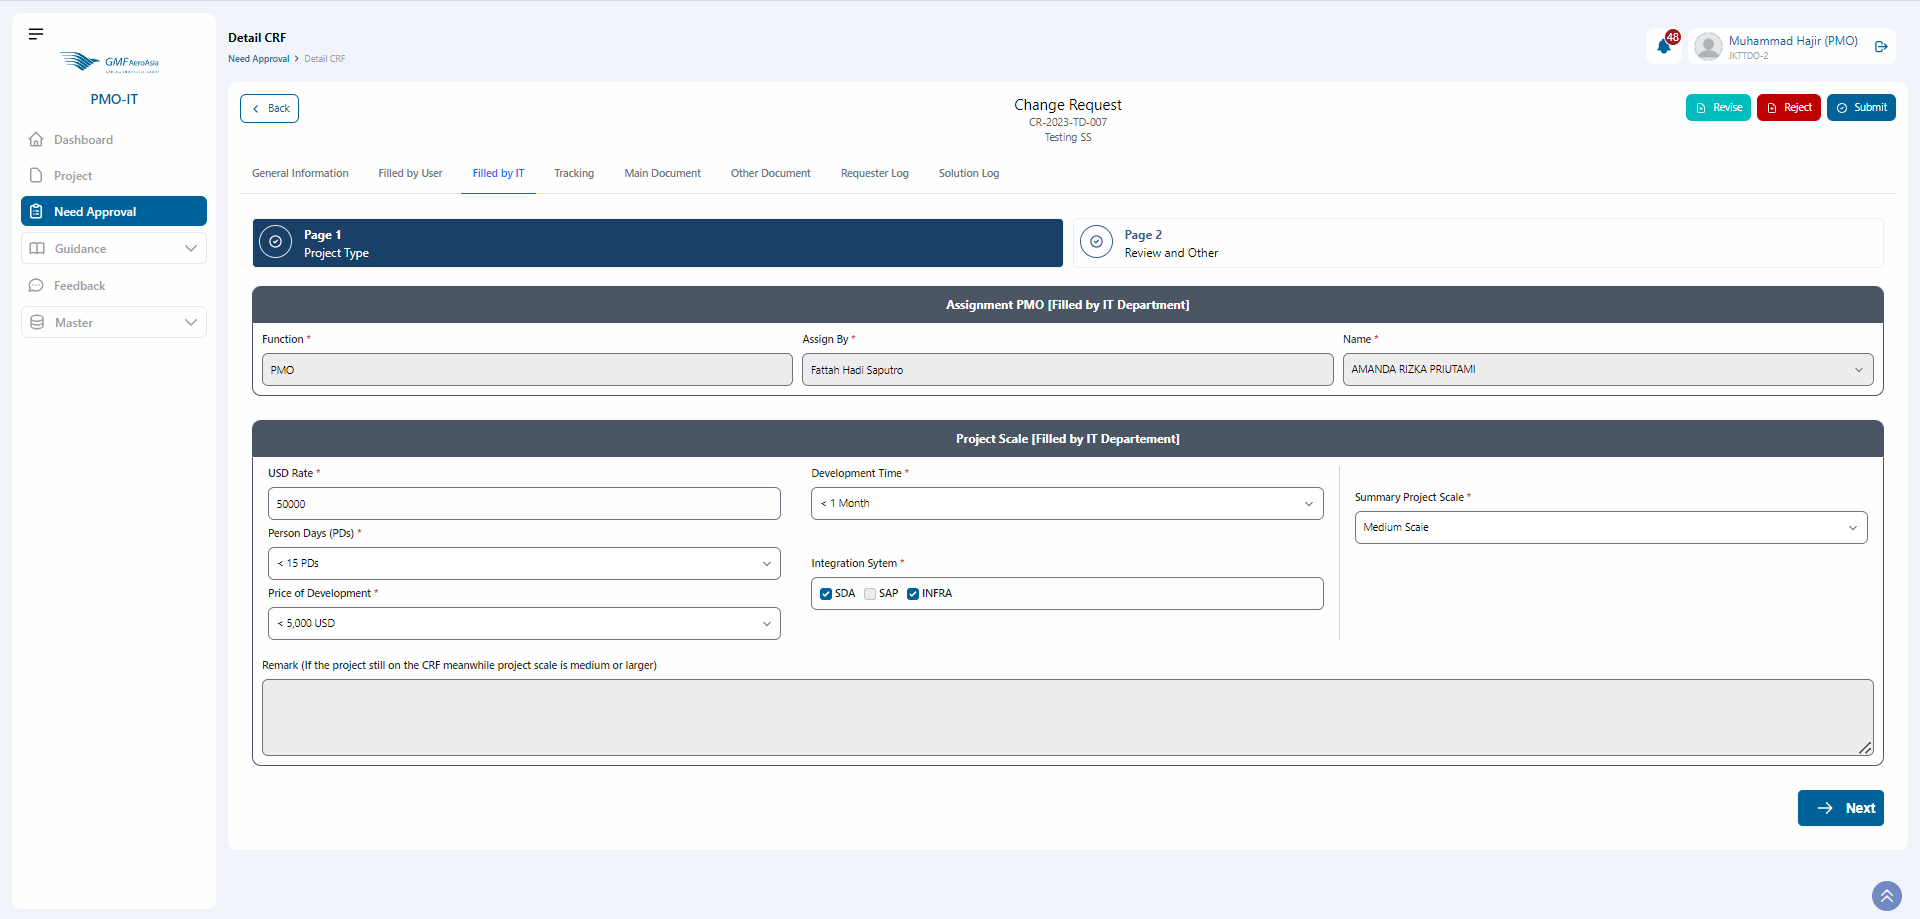 GMF AeroAsia
PMO-IT
Dashboard
Project
Need Approval
Guidance
Feedback
Master
Detail CRF
Need Approval > Detail CRF
48
Muhammad Hajir (PMO)
JKTTDO-2
Back
Change Request
CR-2023-TD-007
Testing SS
Revise
Reject
Submit
General Information
Filled by User
Filled by IT
Tracking
Main Document
Other Document
Requester Log
Solution Log
Page 1
Project Type
Page 2
Review and Other
Assignment PMO [Filled by IT Department]
Function *
Assign By *
Name *
PMO
Fattah Hadi Saputro
AMANDA RIZKA PRIUTAMI
Project Scale [Filled by IT Departement]
USD Rate *
50000
Person Days (PDs) *
< 15 PDs
Price of Development *
< 5,000 USD
Development Time *
< 1 Month
Integration Sytem *
SDA SAP INFRA
Summary Project Scale *
Medium Scale
Remark (If the project still on the CRF meanwhile project scale is medium or larger)
Next